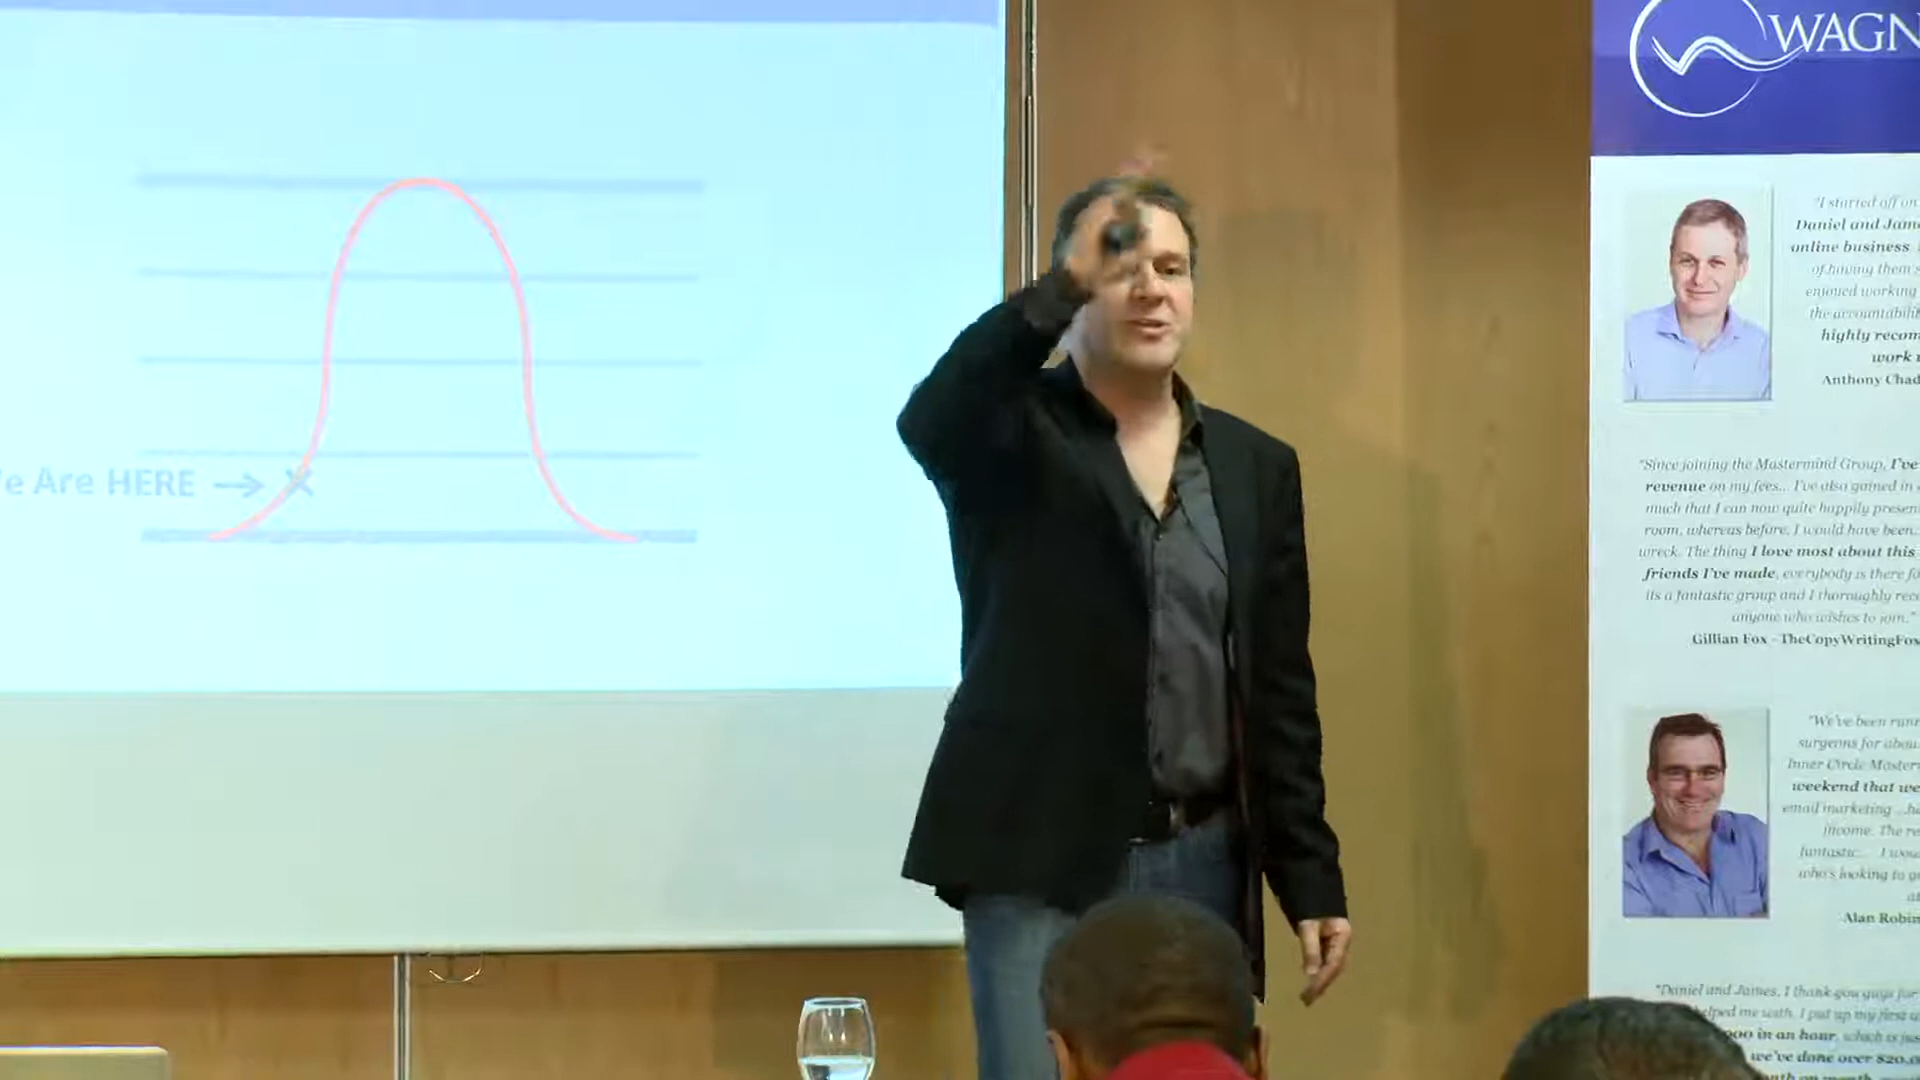 e Are HERE → X
WAGN
"I started off on
Daniel and Jame
online business
of having them s
enjoyed working
the accountabili
highly recom
work
Anthony Chad
"Since joining the Mastermind Group, I've
revenue on my fees... I've also gained in
much that I can now quite happily presen
room, whereas before, I would have been..
wreck. The thing I love most about this
friends I've made, everybody is there fo
its a fantastic group and I thoroughly reco
anyone who wishes to join."
Gillian Fox - TheCopyWritingFox
"We've been runn
surgeons for abou
Inner Circle Master
weekend that we
email marketing ...ha
income. The re
fantastic... I wou
who's looking to g
Alan Robin
"Daniel and James, I thank you guys for
helped me with. I put up my first
000 in an hour, which is jus
we've done over $20,0
month on month